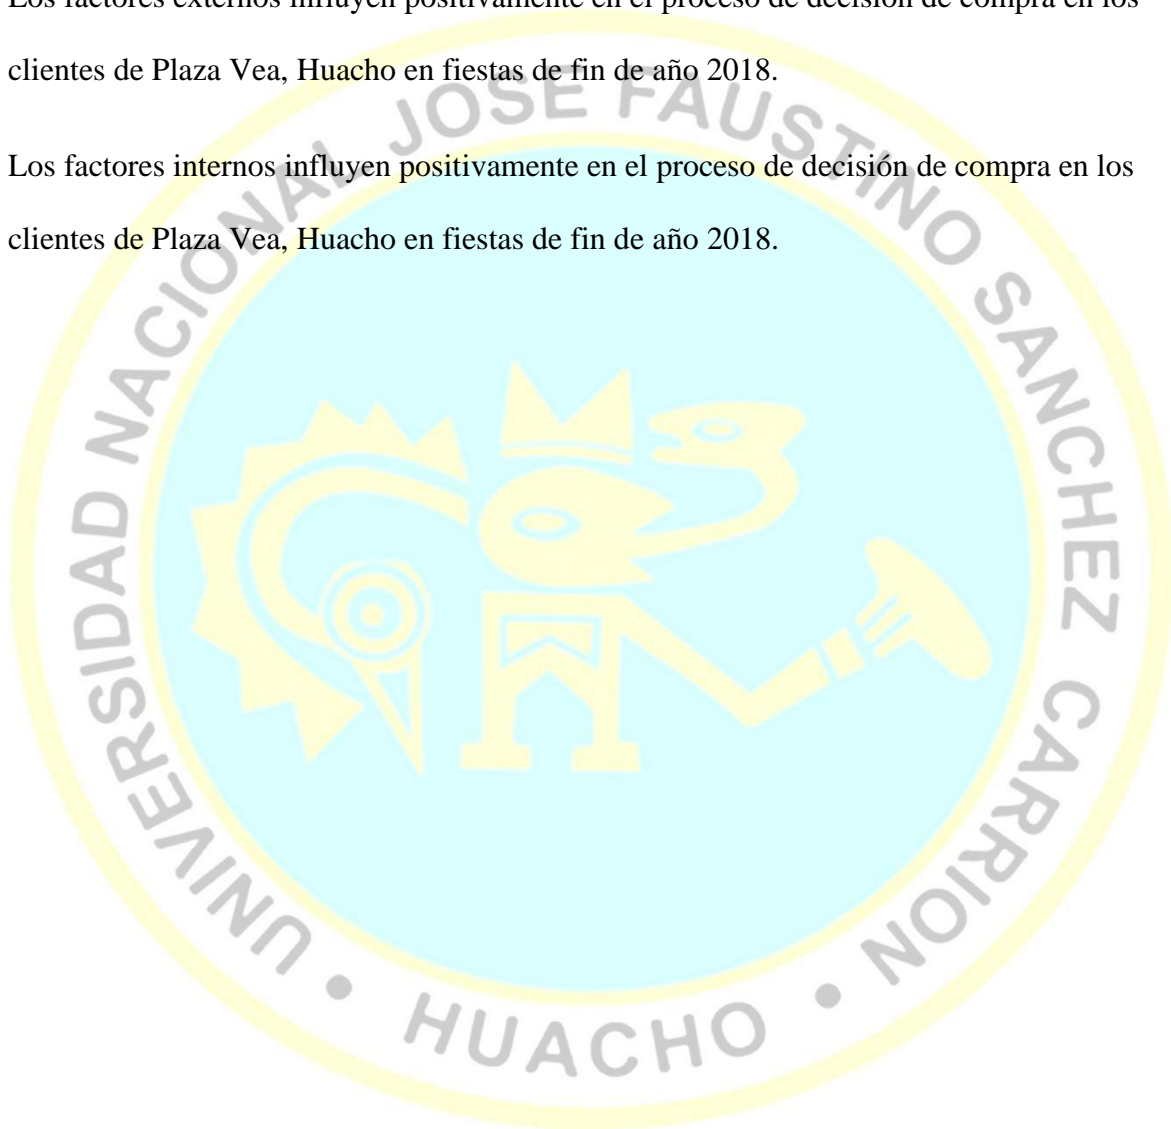 Los factores externos influyen positivamente en el proceso de decisión de compra en los
clientes de Plaza Vea, Huacho en fiestas de fin de año 2018.
Los factores internos influyen positivamente en el proceso de decisión de compra en los
clientes de Plaza Vea, Huacho en fiestas de fin de año 2018.
UNIVERSIDAD NACIONAL JOSE FAUSTINO SANCHEZ CARRION
• HUACHO •